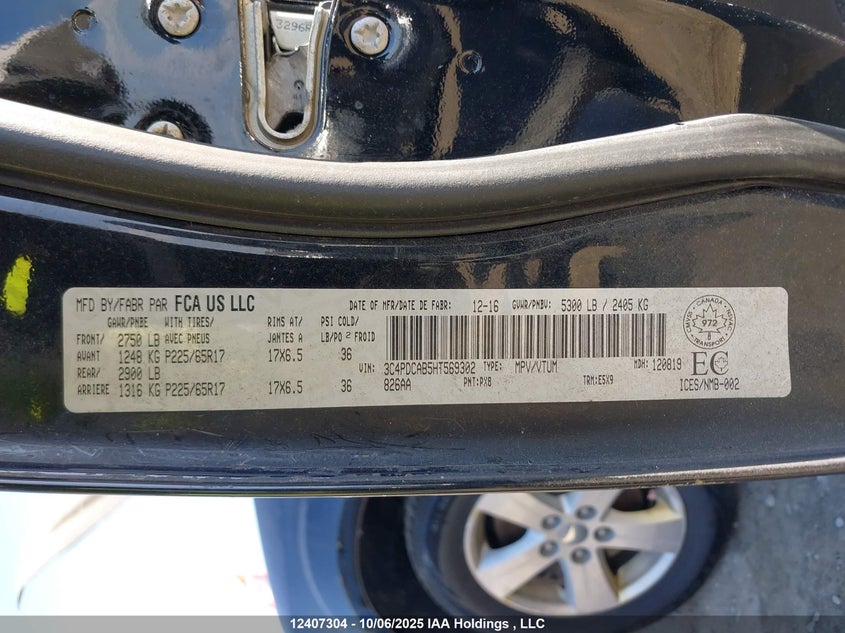 3296R
MFD BY/FABR PAR FCA US LLC
DATE OF MFR/DATE DE FABR: 12-16 GVWR/PNBV: 5300 LB / 2405 KG
GAWR/PNBE WITH TIRES/ RIMS AT/ PSI COLD/
FRONT/ 2750 LB AVEC PNEUS JANTES A LB/PO 2 FROID
AVANT 1248 KG P225/65R17 17X6.5 36
REAR/ 2900 LB
ARRIERE 1316 KG P225/65R17 17X6.5 36
VIN: 3C4PDCAB5HT569302 TYPE: MPV/VTUM MDH: 120819
826AA PNT: PX8 TRM: E5X9 ICES/NMB-002
CANADA
972
TRANSPORT
EC
12407304 - 10/06/2025 IAA Holdings , LLC